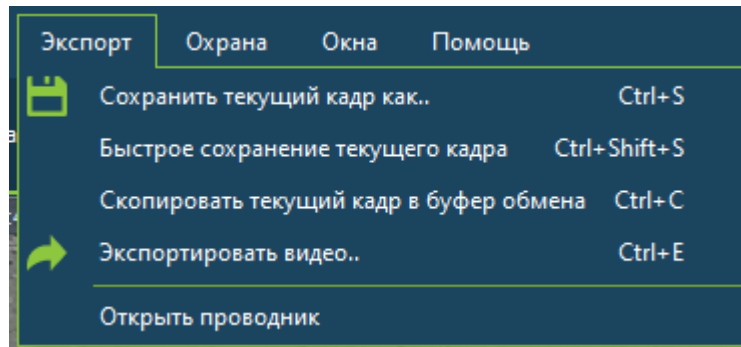 Экспорт Охрана Окна Помощь
Сохранить текущий кадр как.. Ctrl+S
Быстрое сохранение текущего кадра Ctrl+Shift+S
Скопировать текущий кадр в буфер обмена Ctrl+C
Экспортировать видео.. Ctrl+E
Открыть проводник